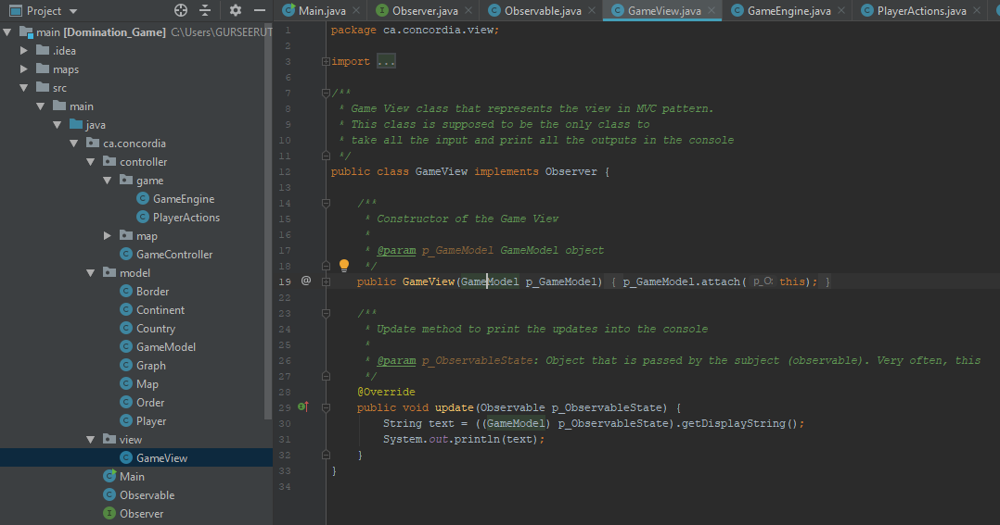 Project
main [Domination_Game] C:\Users\GURSEERUT
.idea
maps
src
main
java
ca.concordia
controller
game
GameEngine
PlayerActions
map
GameController
model
Border
Continent
Country
GameModel
Graph
Map
Order
Player
view
GameView
Main
Observable
Observer
Main.java Observer.java Observable.java GameView.java GameEngine.java PlayerActions.java
1 package ca.concordia.view;
2
3 import ...
6
7 /**
8 * Game View class that represents the view in MVC pattern.
9 * This class is supposed to be the only class to
10 * take all the input and print all the outputs in the console
11 */
12 public class GameView implements Observer {
13
14 /**
15 * Constructor of the Game View
16 *
17 * @param p_GameModel GameModel object
18 */
19 public GameView(GameModel p_GameModel) { p_GameModel.attach( p_O: this); }
22
23 /**
24 * Update method to print the updates into the console
25 *
26 * @param p_ObservableState: Object that is passed by the subject (observable). Very often, this
27 */
28 @Override
29 public void update(Observable p_ObservableState) {
30 String text = ((GameModel) p_ObservableState).getDisplayString();
31 System.out.println(text);
32 }
33 }
34